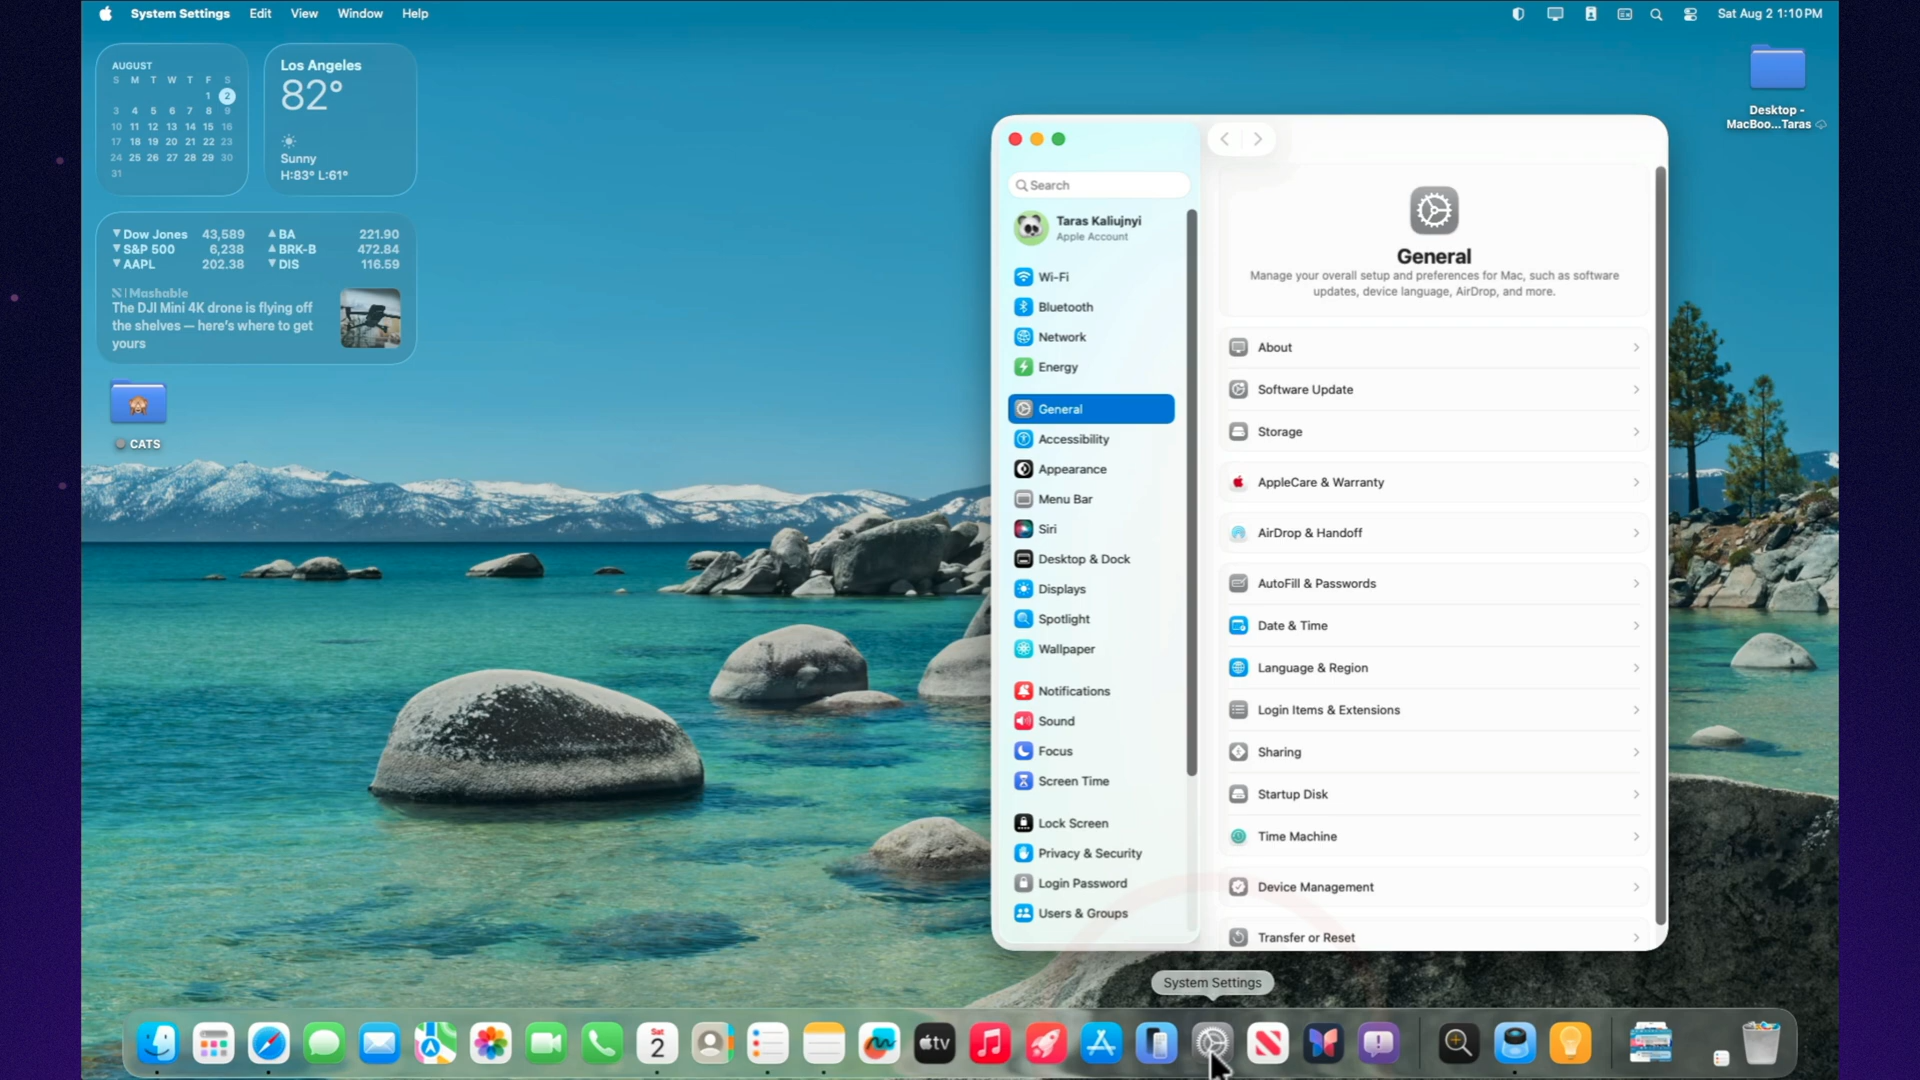 System Settings Edit View Window Help
Sat Aug 2 1:10 PM
AUGUST
S M T W T F S
1 2
3 4 5 6 7 8 9
10 11 12 13 14 15 16
17 18 19 20 21 22 23
24 25 26 27 28 29 30
31
Los Angeles
82°
Sunny
H:83° L:61°
Dow Jones 43,589
S&P 500 6,238
AAPL 202.38
BA 221.90
BRK-B 472.84
DIS 116.59
Mashable
The DJI Mini 4K drone is flying off
the shelves — here's where to get
yours
CATS
Desktop -
MacBoo...Taras
Search
Taras Kaliujnyi
Apple Account
Wi-Fi
Bluetooth
Network
Energy
General
Accessibility
Appearance
Menu Bar
Siri
Desktop & Dock
Displays
Spotlight
Wallpaper
Notifications
Sound
Focus
Screen Time
Lock Screen
Privacy & Security
Login Password
Users & Groups
General
Manage your overall setup and preferences for Mac, such as software
updates, device language, AirDrop, and more.
About
Software Update
Storage
AppleCare & Warranty
AirDrop & Handoff
AutoFill & Passwords
Date & Time
Language & Region
Login Items & Extensions
Sharing
Startup Disk
Time Machine
Device Management
Transfer or Reset
System Settings
Sat
2
tv